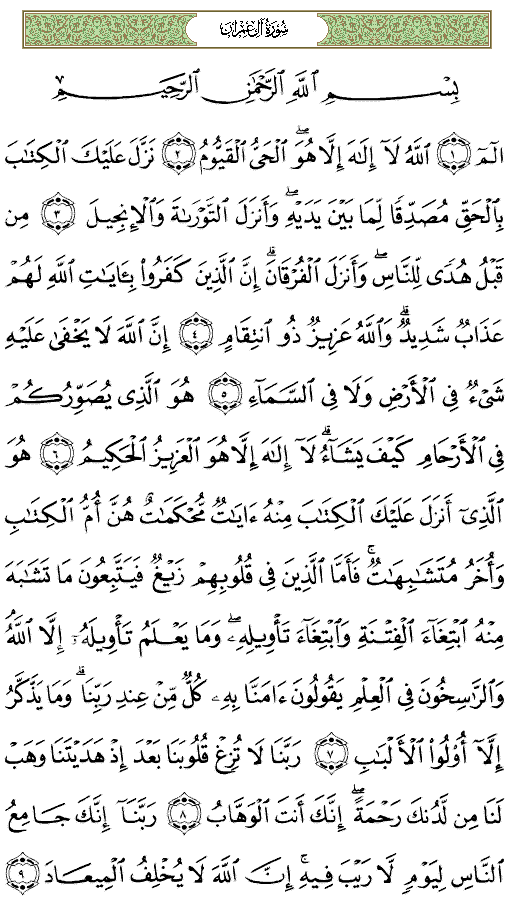 سُورَةُ آلِ عِمْرَانَ
بِسْمِ ٱللَّهِ ٱلرَّحْمَٰنِ ٱلرَّحِيمِ
الٓمٓ ١ ٱللَّهُ لَآ إِلَٰهَ إِلَّا هُوَ ۖ ٱلْحَىُّ ٱلْقَيُّومُ ٢ نَزَّلَ عَلَيْكَ ٱلْكِتَٰبَ
بِٱلْحَقِّ مُصَدِّقًا لِّمَا بَيْنَ يَدَيْهِ ۖ وَأَنزَلَ ٱلتَّوْرَىٰةَ وَٱلْإِنجِيلَ ٣ مِن
قَبْلُ هُدًى لِّلنَّاسِ ۖ وَأَنزَلَ ٱلْفُرْقَانَ ۗ إِنَّ ٱلَّذِينَ كَفَرُوا۟ بِـَٔايَٰتِ ٱللَّهِ لَهُمْ
عَذَابٌ شَدِيدٌ ۗ وَٱللَّهُ عَزِيزٌ ذُو ٱنتِقَامٍ ٤ إِنَّ ٱللَّهَ لَا يَخْفَىٰ عَلَيْهِ
شَىْءٌ فِى ٱلْأَرْضِ وَلَا فِى ٱلسَّمَآءِ ٥ هُوَ ٱلَّذِى يُصَوِّرُكُمْ
فِى ٱلْأَرْحَامِ كَيْفَ يَشَآءُ ۚ لَآ إِلَٰهَ إِلَّا هُوَ ٱلْعَزِيزُ ٱلْحَكِيمُ ٦ هُوَ
ٱلَّذِىٓ أَنزَلَ عَلَيْكَ ٱلْكِتَٰبَ مِنْهُ ءَايَٰتٌ مُّحْكَمَٰتٌ هُنَّ أُمُّ ٱلْكِتَٰبِ
وَأُخَرُ مُتَشَٰبِهَٰتٌ ۚ فَأَمَّا ٱلَّذِينَ فِى قُلُوبِهِمْ زَيْغٌ فَيَتَّبِعُونَ مَا تَشَٰبَهَ
مِنْهُ ٱبْتِغَآءَ ٱلْفِتْنَةِ وَٱبْتِغَآءَ تَأْوِيلِهِۦ ۖ وَمَا يَعْلَمُ تَأْوِيلَهُۥٓ إِلَّا ٱللَّهُ
وَٱلرَّٰسِخُونَ فِى ٱلْعِلْمِ يَقُولُونَ ءَامَنَّا بِهِۦ كُلٌّ مِّنْ عِندِ رَبِّنَا ۗ وَمَا يَذَّكَّرُ
إِلَّآ أُو۟لُوا۟ ٱلْأَلْبَٰبِ ٧ رَبَّنَا لَا تُزِغْ قُلُوبَنَا بَعْدَ إِذْ هَدَيْتَنَا وَهَبْ
لَنَا مِن لَّدُنكَ رَحْمَةً ۚ إِنَّكَ أَنتَ ٱلْوَهَّابُ ٨ رَبَّنَآ إِنَّكَ جَامِعُ
ٱلنَّاسِ لِيَوْمٍ لَّا رَيْبَ فِيهِ ۚ إِنَّ ٱللَّهَ لَا يُخْلِفُ ٱلْمِيعَادَ ٩